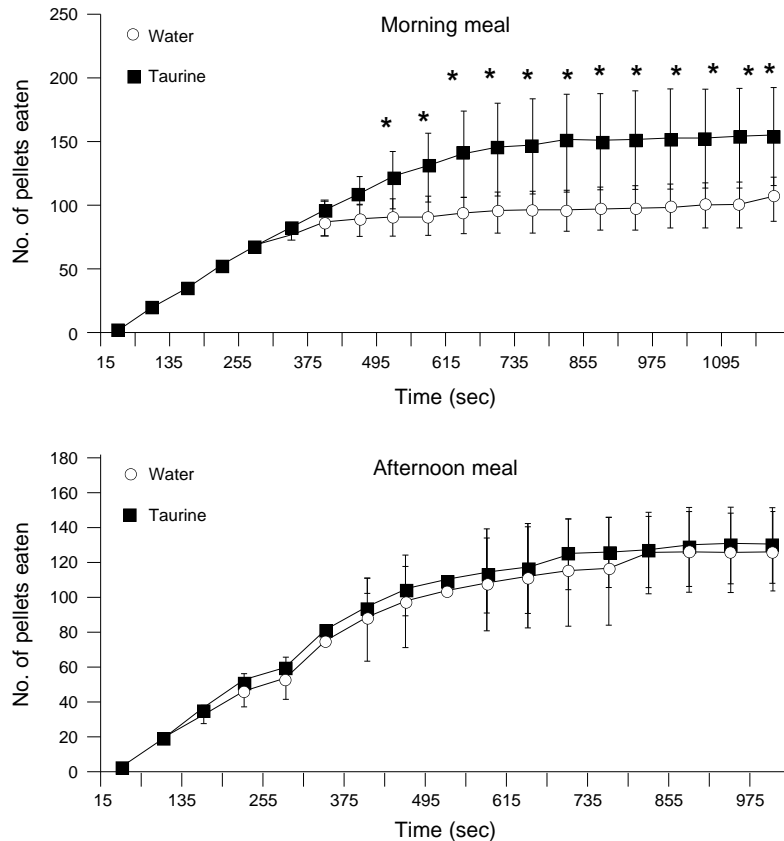 Morning meal
Water
Taurine
* * * * * * * * * * * *
No. of pellets eaten
250
200
150
100
50
0
15 135 255 375 495 615 735 855 975 1095
Time (sec)
Afternoon meal
Water
Taurine
No. of pellets eaten
180
160
140
120
100
80
60
40
20
0
15 135 255 375 495 615 735 855 975
Time (sec)